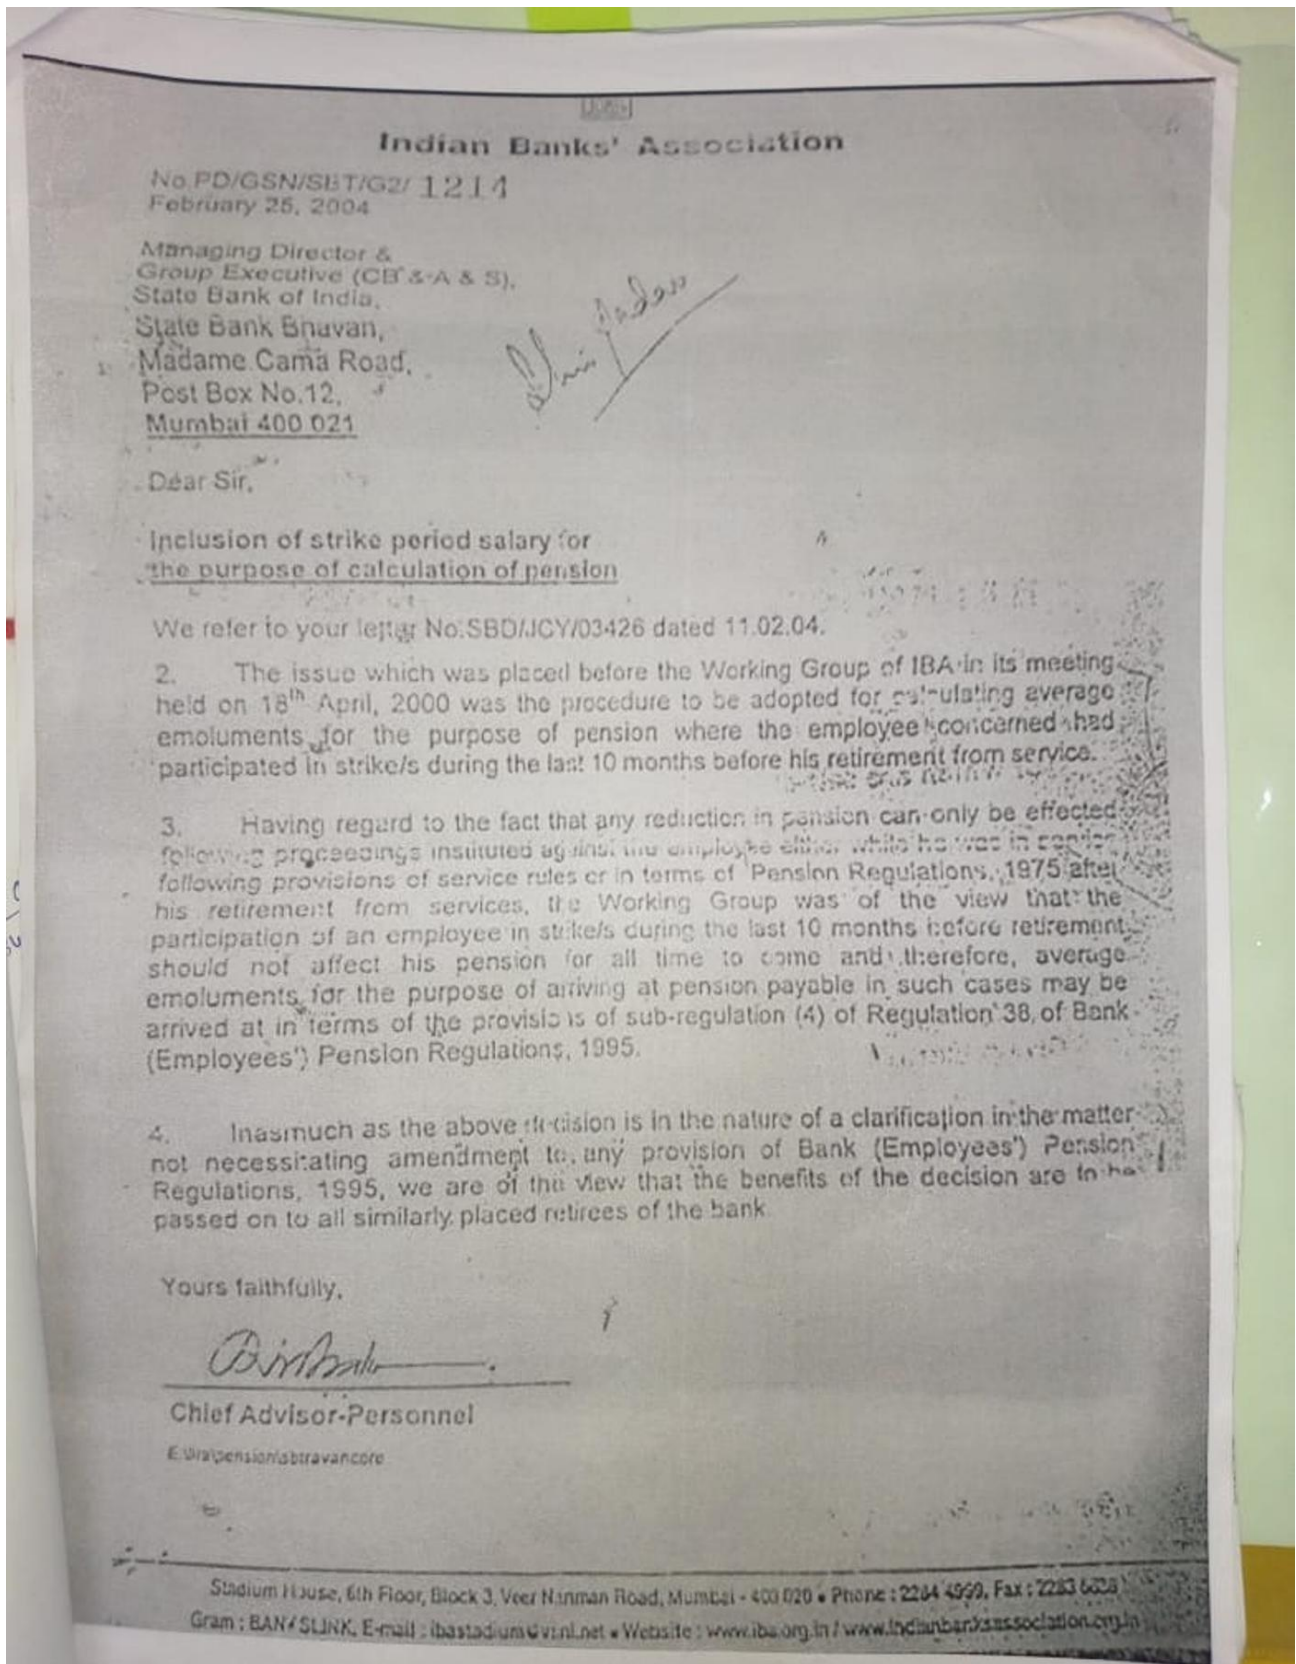 Indian Banks' Association
No.PD/GSN/SBT/G2/ 1214
February 25, 2004
Managing Director &
Group Executive (CB & A & S),
State Bank of India,
State Bank Bhavan,
Madame Cama Road,
Post Box No.12,
Mumbai 400 021
Dear Sir,
Inclusion of strike period salary for
the purpose of calculation of pension
We refer to your letter No.SBD/JCY/03426 dated 11.02.04.
2. The issue which was placed before the Working Group of IBA in its meeting
held on 18th April, 2000 was the procedure to be adopted for calculating average
emoluments for the purpose of pension where the employee concerned had
participated in strike/s during the last 10 months before his retirement from service.
3. Having regard to the fact that any reduction in pension can only be effected
following proceedings instituted against the employee either while he was in service
following provisions of service rules or in terms of Pension Regulations, 1975 after
his retirement from services, the Working Group was of the view that the
participation of an employee in strike/s during the last 10 months before retirement
should not affect his pension for all time to come and therefore, average
emoluments for the purpose of arriving at pension payable in such cases may be
arrived at in terms of the provisions of sub-regulation (4) of Regulation 38 of Bank
(Employees') Pension Regulations, 1995.
4. Inasmuch as the above decision is in the nature of a clarification in the matter
not necessitating amendment to any provision of Bank (Employees') Pension
Regulations, 1995, we are of the view that the benefits of the decision are to be
passed on to all similarly placed retirees of the bank
Yours faithfully,
Chief Advisor-Personnel
Stadium House, 6th Floor, Block 3, Veer Nariman Road, Mumbai - 400 020 • Phone : 2284 4999, Fax :
Gram : BANKSLINK, E-mail : ibastadium@vsnl.net • Website : www.iba.org.in / www.indianbanksassociation.org.in